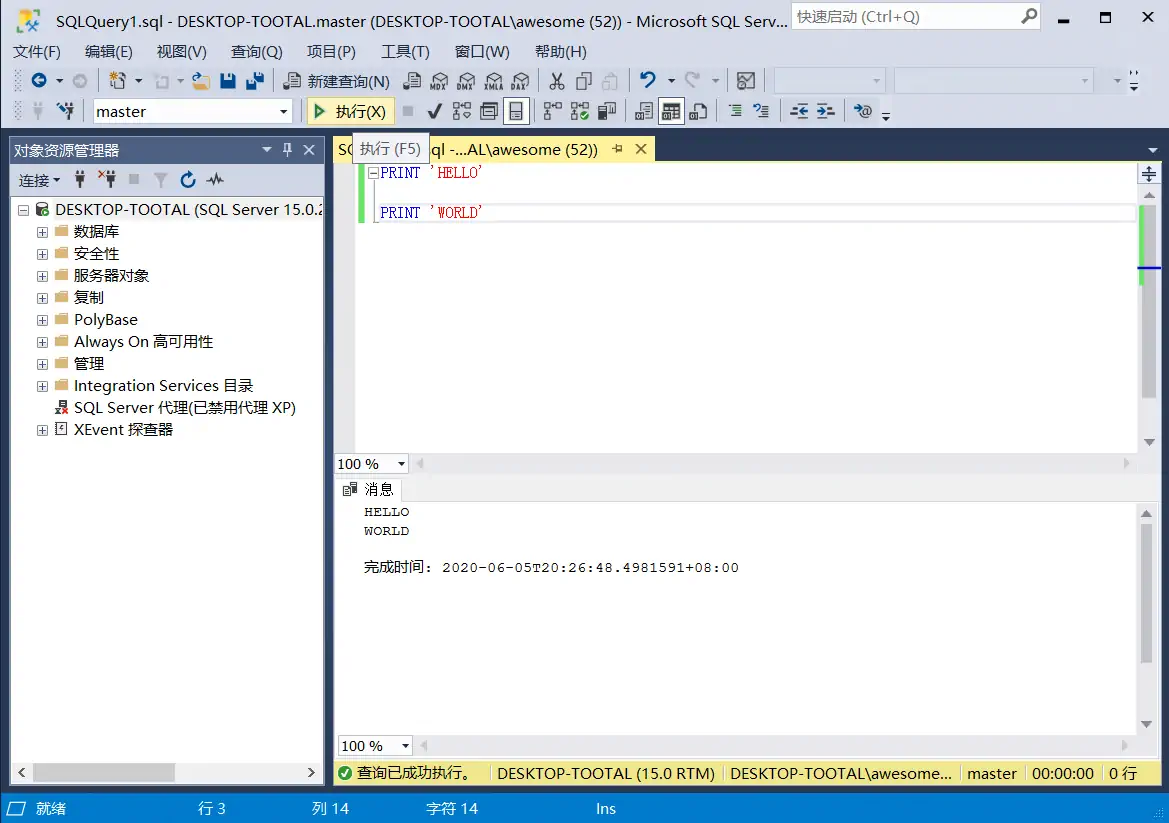 SQLQuery1.sql - DESKTOP-TOOTAL.master (DESKTOP-TOOTAL\awesome (52)) - Microsoft SQL Serv...
快速启动 (Ctrl+Q)
文件(F) 编辑(E) 视图(V) 查询(Q) 项目(P) 工具(T) 窗口(W) 帮助(H)
新建查询(N) MDX DMX XMLA DAX
master 执行(X)
对象资源管理器
连接
DESKTOP-TOOTAL (SQL Server 15.0.2
数据库
安全性
服务器对象
复制
PolyBase
Always On 高可用性
管理
Integration Services 目录
SQL Server 代理(已禁用代理 XP)
XEvent 探查器
SQ
执行 (F5)
ql -...AL\awesome (52))
PRINT 'HELLO'
PRINT 'WORLD'
100 %
消息
HELLO
WORLD
完成时间: 2020-06-05T20:26:48.4981591+08:00
100 %
查询已成功执行。 DESKTOP-TOOTAL (15.0 RTM) DESKTOP-TOOTAL\awesome... master 00:00:00 0 行
就绪 行 3 列 14 字符 14 Ins